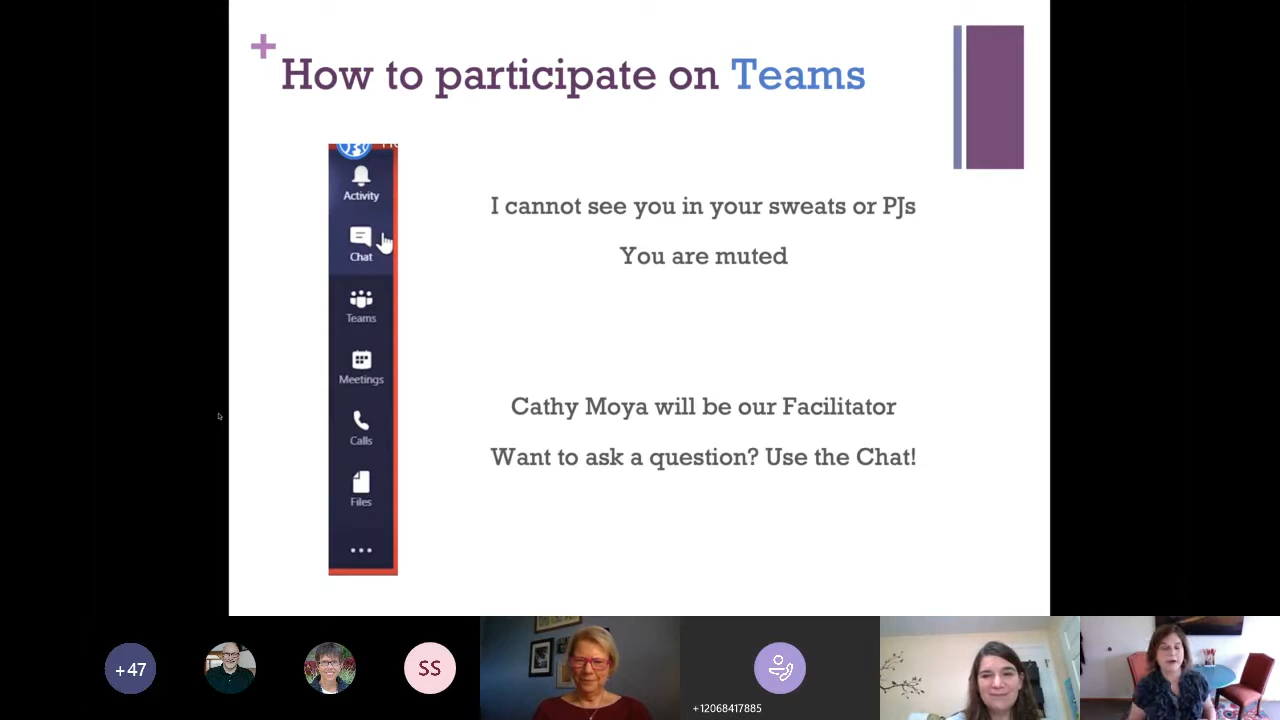 How to participate on Teams
Activity
Chat
Teams
Meetings
Calls
Files
I cannot see you in your sweats or PJs
You are muted
Cathy Moya will be our Facilitator
Want to ask a question? Use the Chat!
+47
SS
+12068417885